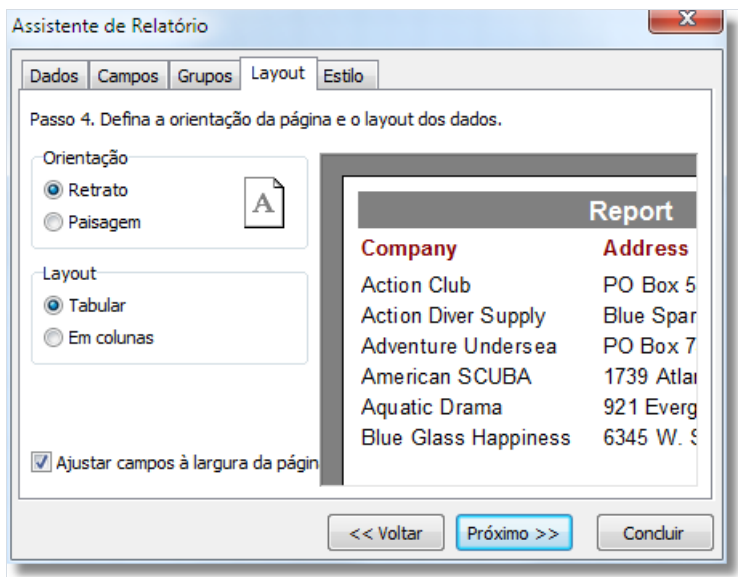 Assistente de Relatório
Dados Campos Grupos Layout Estilo
Passo 4. Defina a orientação da página e o layout dos dados.
Orientação
Retrato
Paisagem
A
Layout
Tabular
Em colunas
Ajustar campos à largura da págin
Report
Company Address
Action Club PO Box 5
Action Diver Supply Blue Spar
Adventure Undersea PO Box 7
American SCUBA 1739 Atla
Aquatic Drama 921 Everg
Blue Glass Happiness 6345 W. S
<< Voltar Próximo >> Concluir